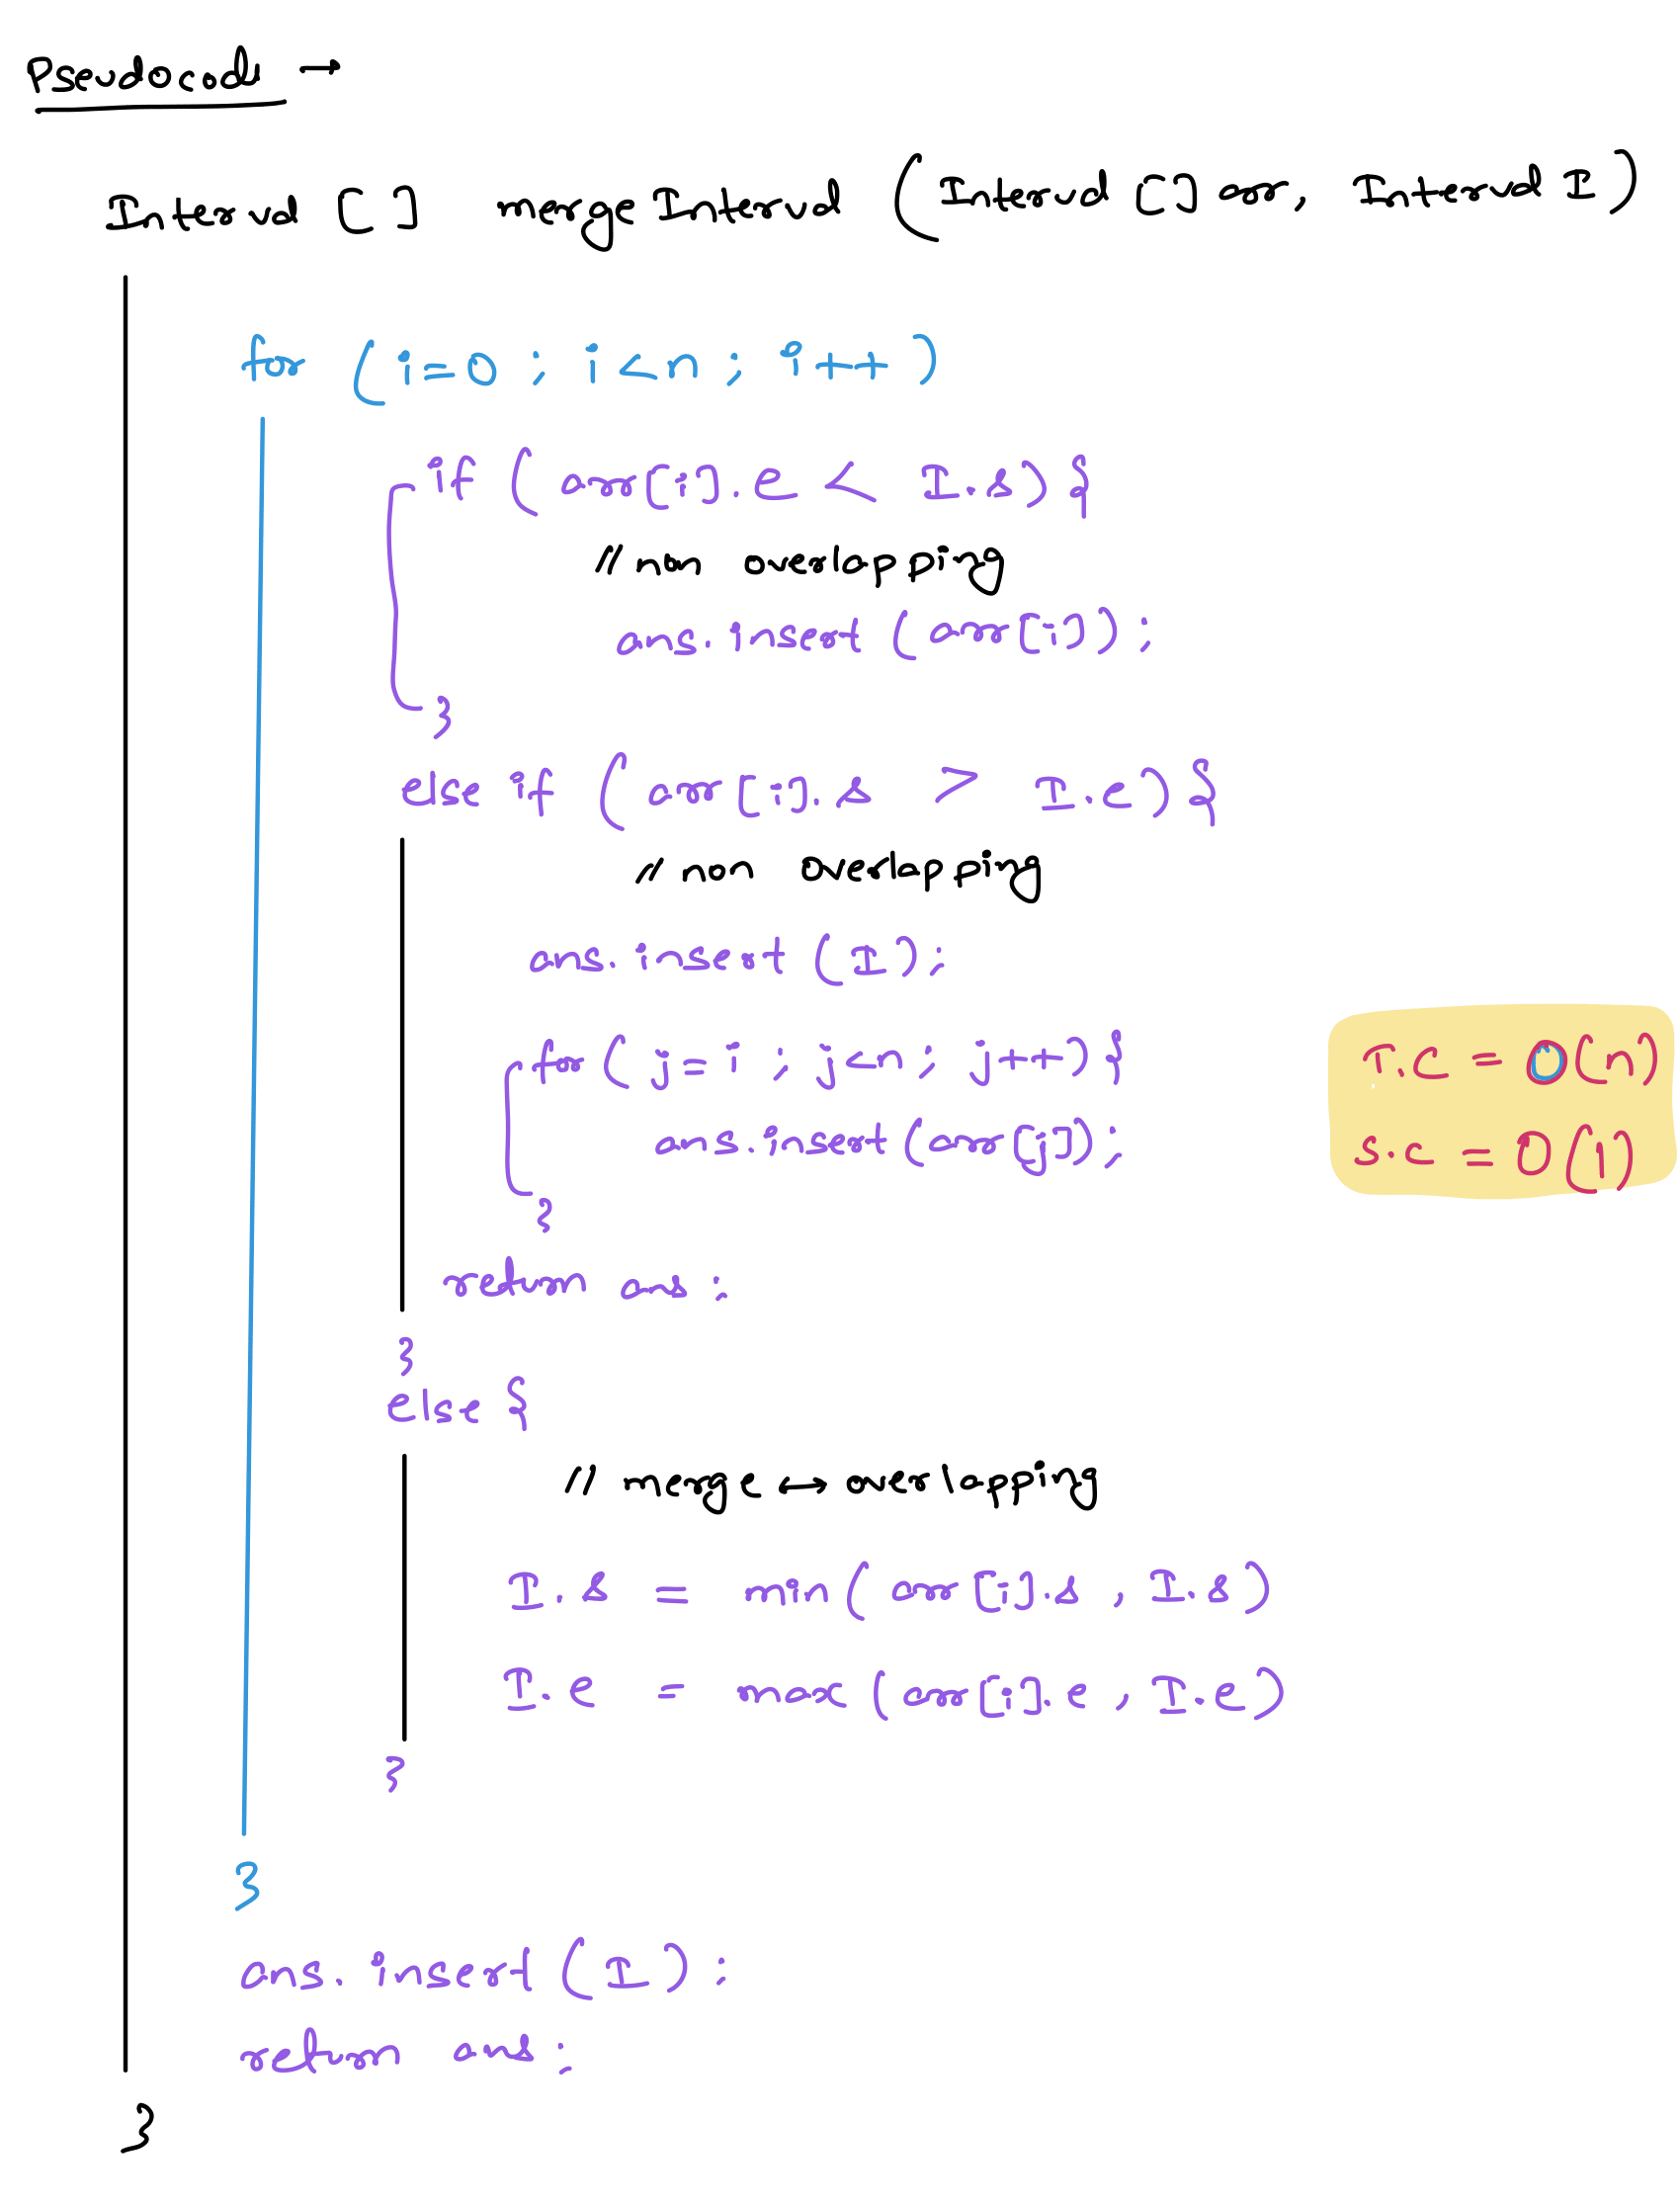 Pseudocode →
Interval [ ] mergeInterval (Interval [] arr, Interval I)
for (i=0 ; i<n ; i++ )
if ( arr[i].e < I.s) {
// non overlapping
ans.insert (arr[i]);
}
else if ( arr[i].s > I.e) {
// non overlapping
ans.insert (I);
for ( j=i ; j<n ; j++) {
ans.insert (arr[j]);
}
return ans;
}
else {
// merge ↔ overlapping
I.s = min( arr[i].s , I.s)
I.e = max (arr[i].e , I.e)
}
}
ans.insert (I) ;
return ans;
}
T.C = O(n)
S.C = O(1)